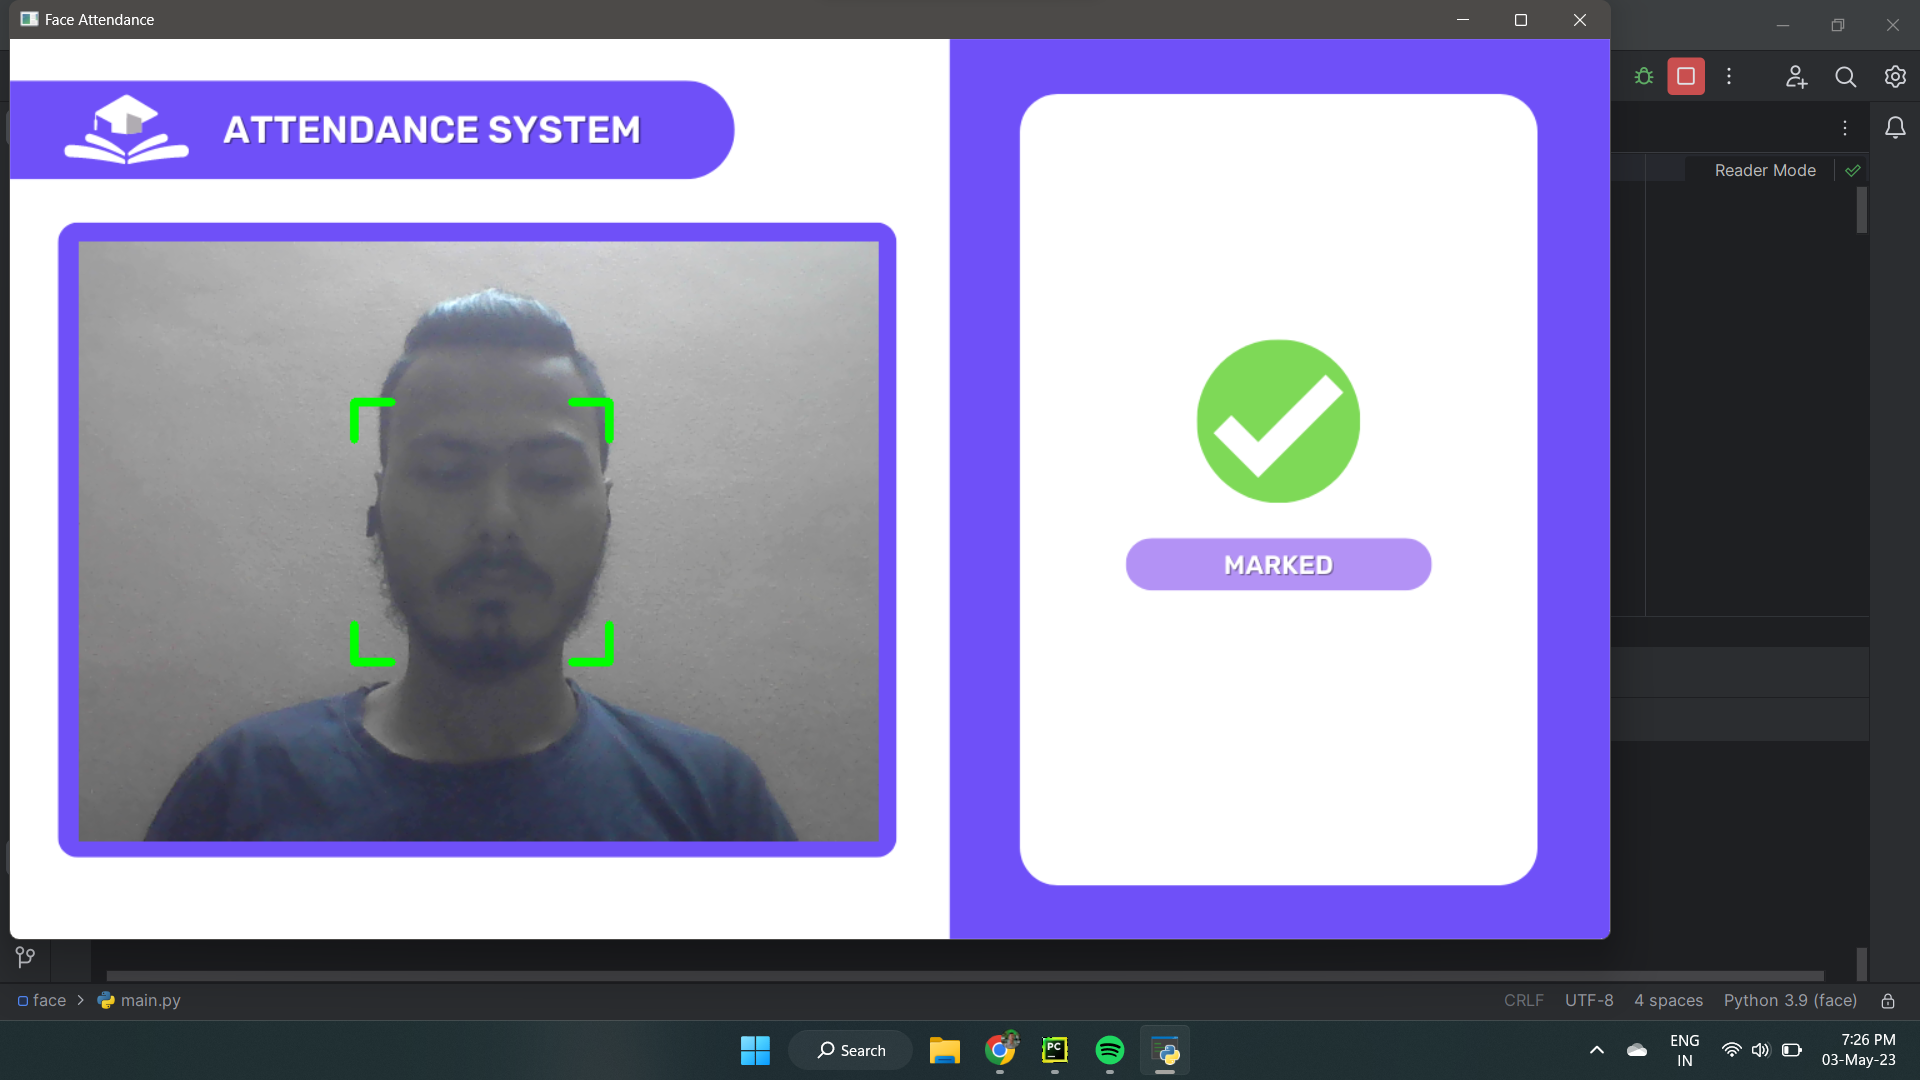 Face Attendance
ATTENDANCE SYSTEM
MARKED
Reader Mode
face > main.py
CRLF UTF-8 4 spaces Python 3.9 (face)
Search
PC
ENG
IN
7:26 PM
03-May-23